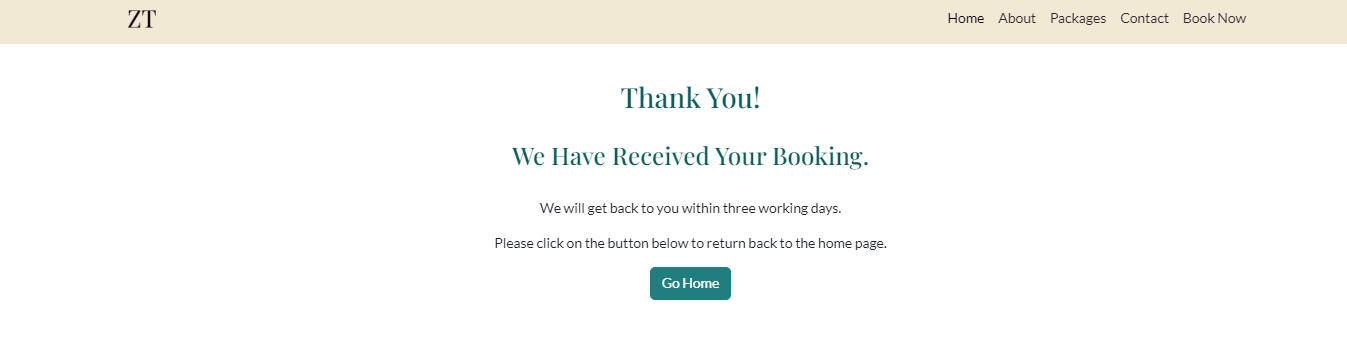 ZT
Home About Packages Contact Book Now
Thank You!
We Have Received Your Booking.
We will get back to you within three working days.
Please click on the button below to return back to the home page.
Go Home